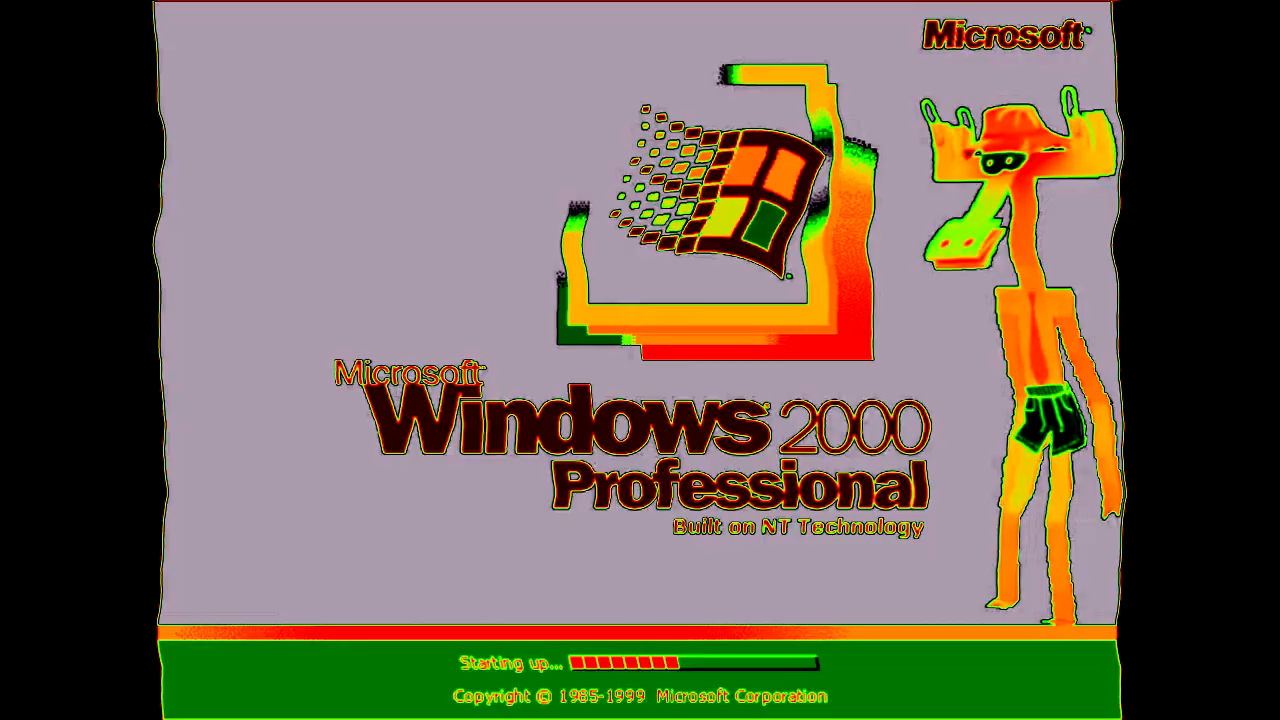 Microsoft
Microsoft
Windows 2000
Professional
Built on NT Technology
Starting up...
Copyright © 1985-1999 Microsoft Corporation